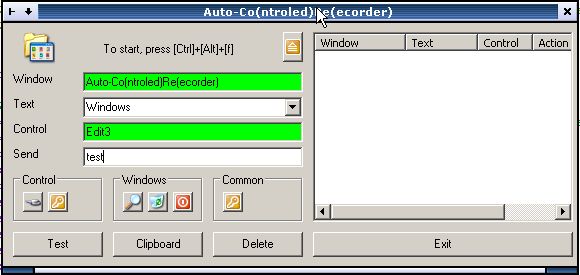 Auto-Co(ntroled)Re(ecorder)
To start, press [Ctrl]+[Alt]+[f]
Window Auto-Co(ntroled)Re(ecorder)
Text Windows
Control Edit3
Send test
Control Windows Common
Test Clipboard Delete
Window Text Control Action
Exit